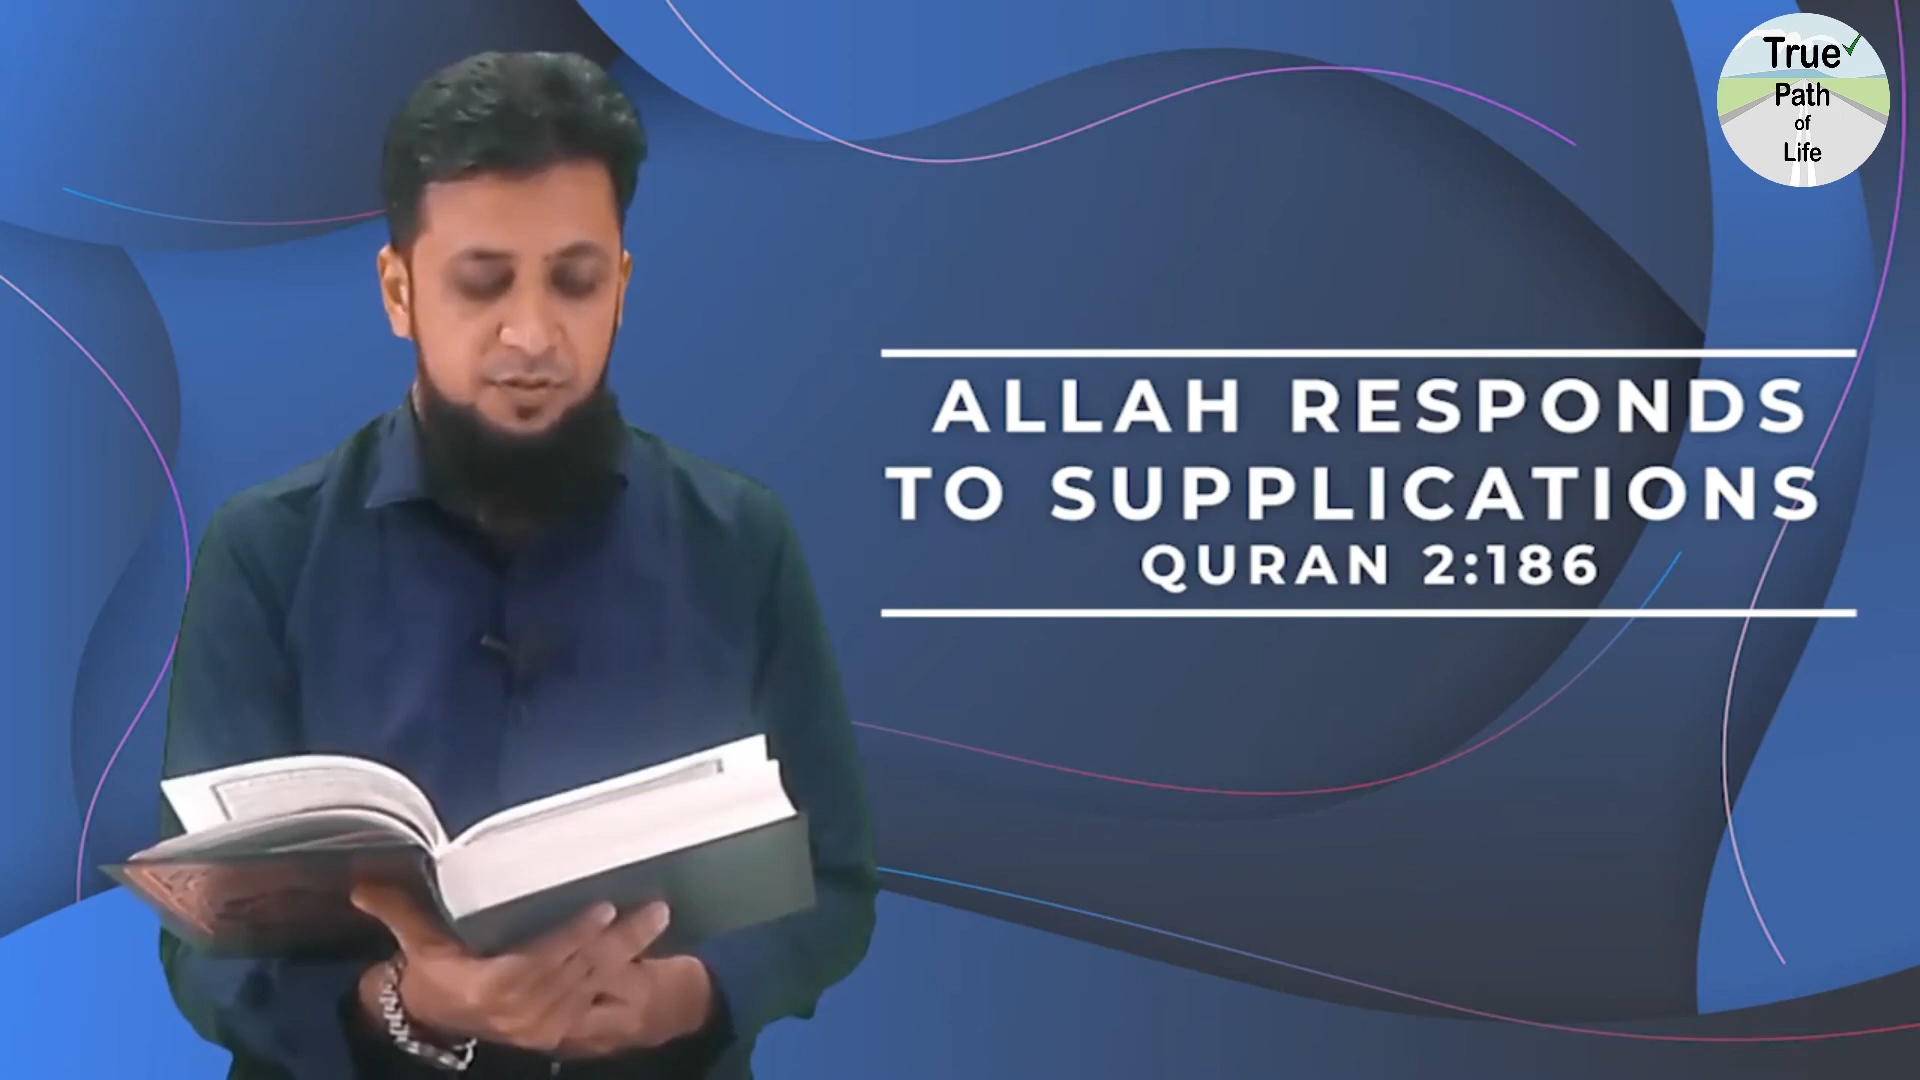 True
Path
of
Life
ALLAH RESPONDS
TO SUPPLICATIONS
QURAN 2:186